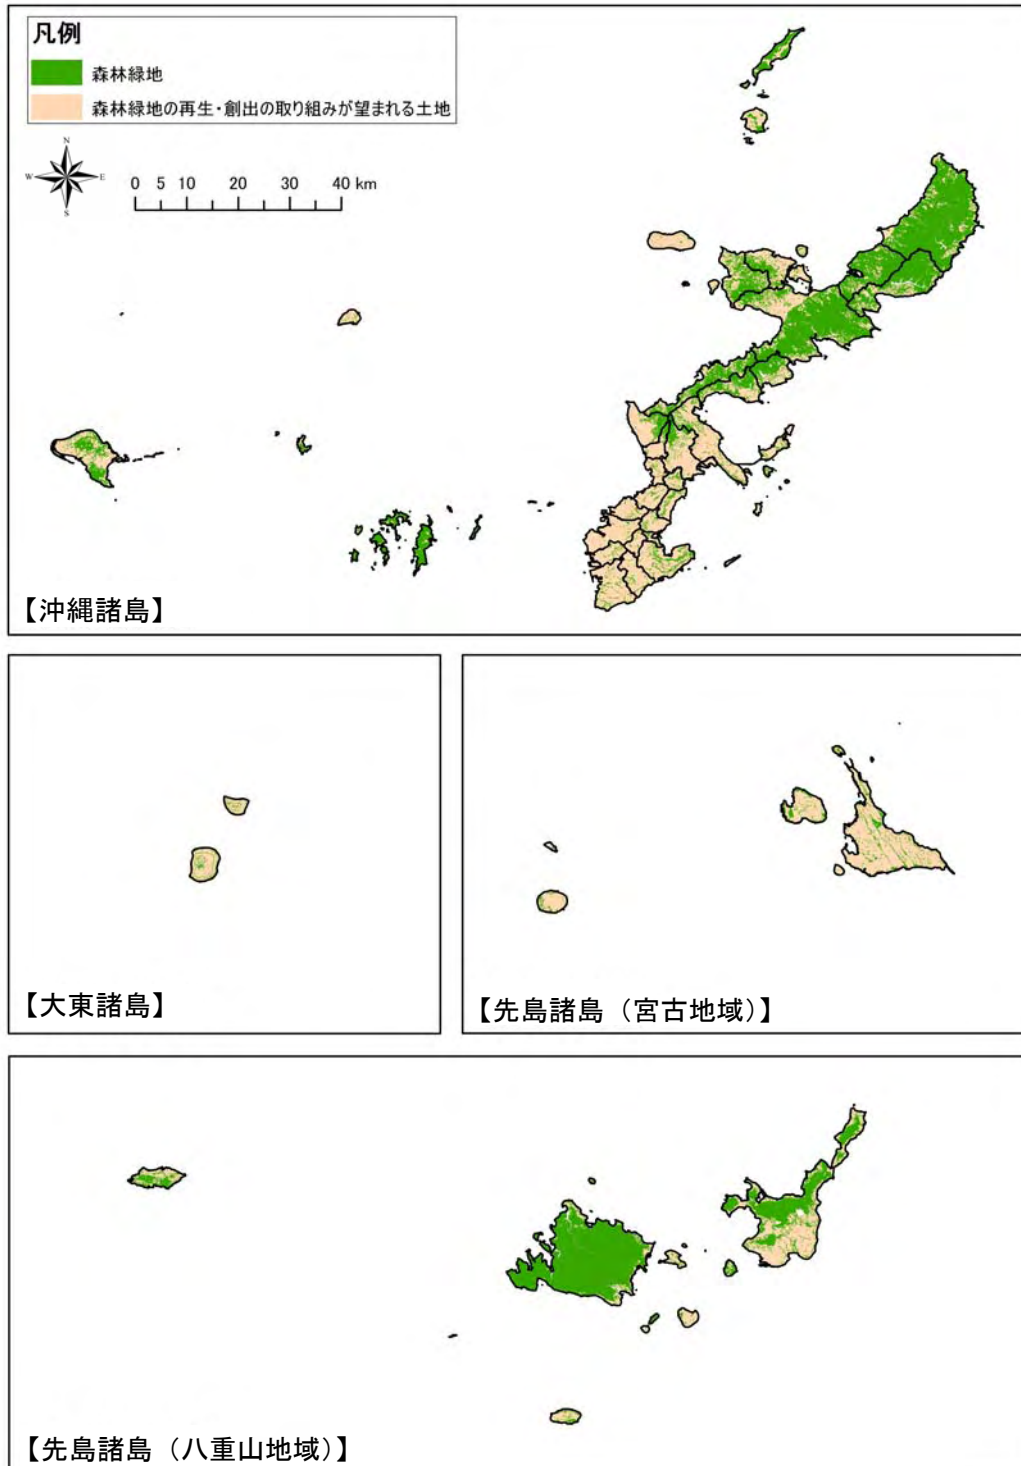 凡例
森林緑地
森林緑地の再生・創出の取り組みが望まれる土地
N
W E
S
0 5 10 20 30 40 km
【沖縄諸島】
【大東諸島】
【先島諸島（宮古地域）】
【先島諸島（八重山地域）】